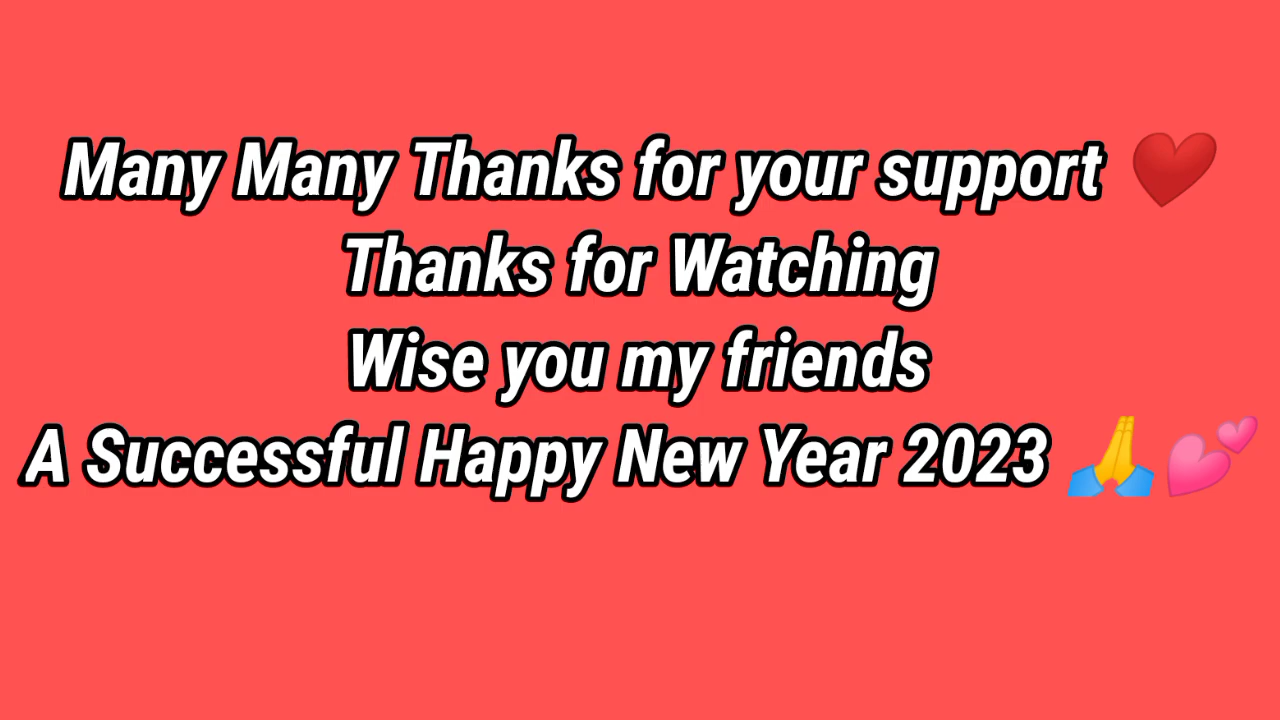 Many Many Thanks for your support ❤️
Thanks for Watching
Wise you my friends
A Successful Happy New Year 2023 🙏💕